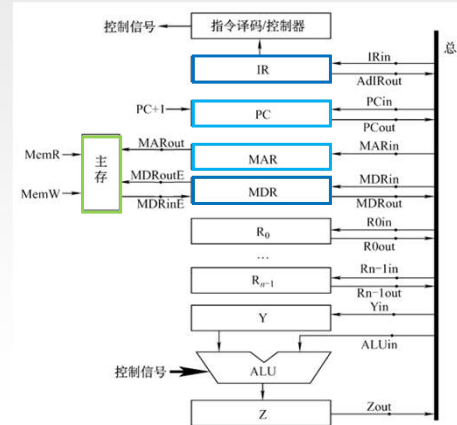 控制信号
指令译码/控制器
总
IRin
IR
AdIRout
PCin
PC+1
PC
PCout
MARout
MARin
MemR
主存
MAR
MDRoutE
MDRin
MemW
MDR
MDRinE
MDRout
R0in
R0
R0out
…
Rn-1in
Rn-1
Rn-1out
Yin
Y
ALUin
控制信号
ALU
Zout
Z